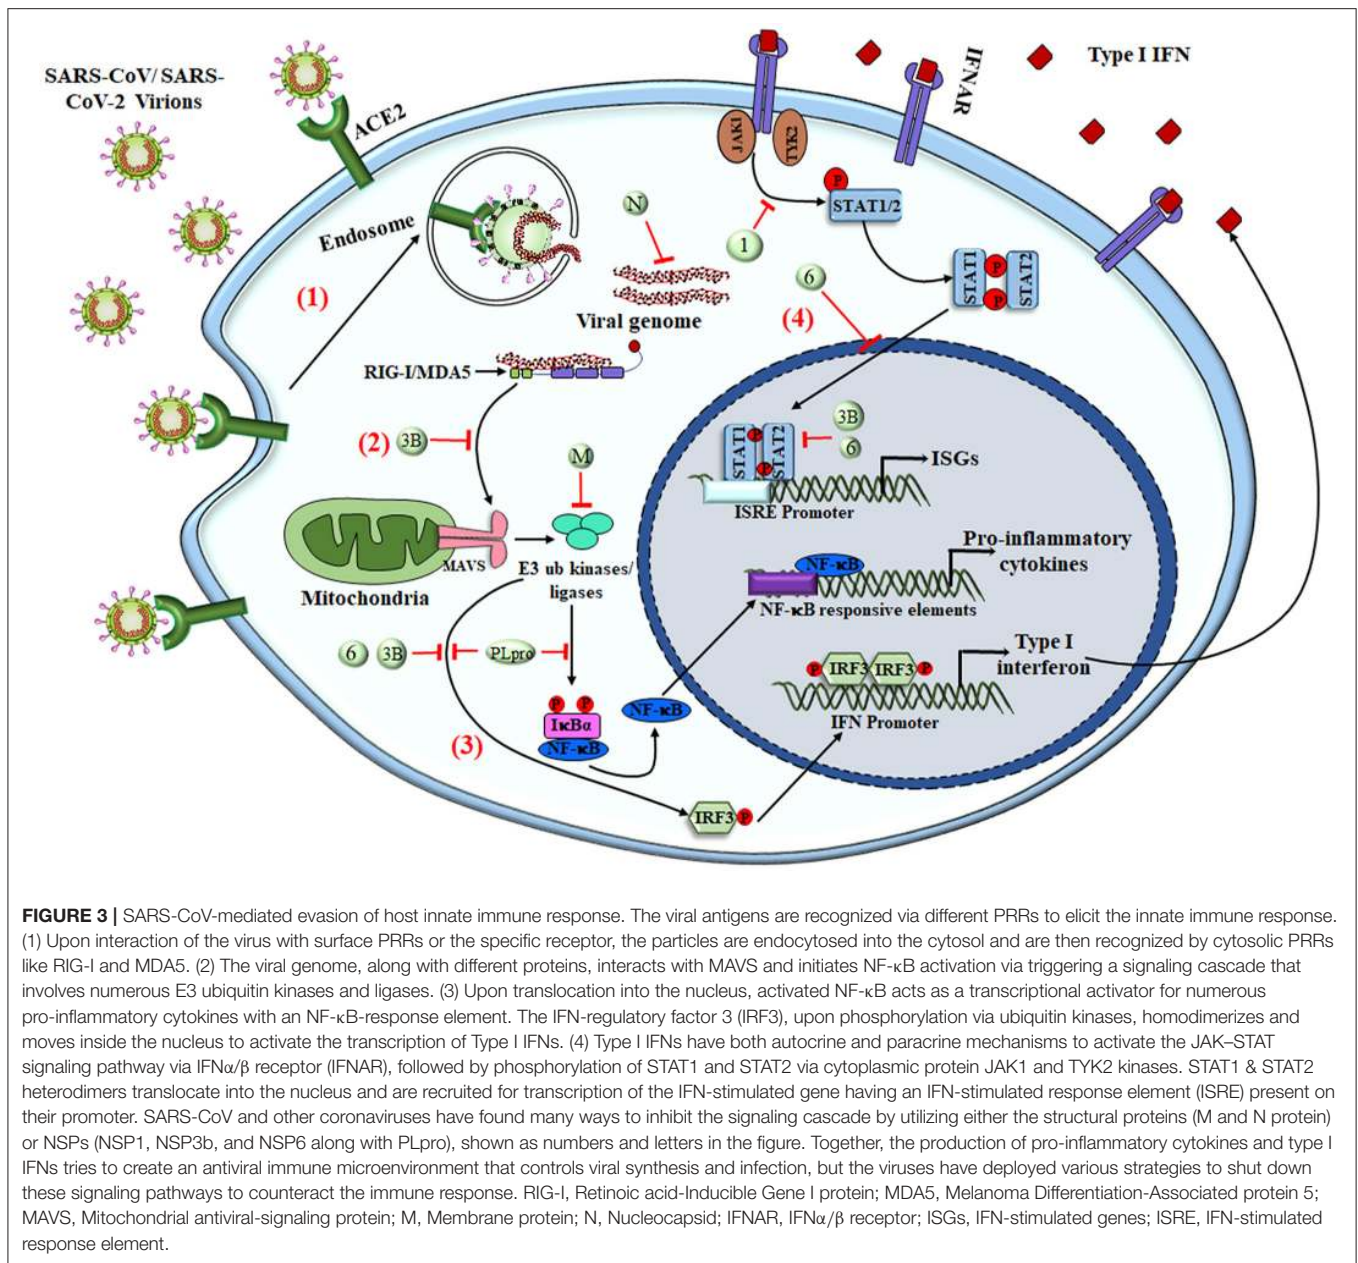 SARS-CoV/ SARS-
CoV-2 Virions
ACE2
IFNAR
Type I IFN
JAK1
TYK2
P
STAT1/2
Endosome
N
1
(1)
6
STAT1
P
P
STAT2
(4)
Viral genome
RIG-I/MDA5
(2)
3B
3B
6
STAT1
P
P
STAT2
ISGs
ISRE Promoter
M
MAVS
E3 ub kinases/
ligases
Mitochondria
Pro-inflammatory
cytokines
NF-κB
NF-κB responsive elements
6
3B
PLpro
Type I
interferon
P
IRF3
IRF3
P
IFN Promoter
P
P
IκBα
NF-κB
NF-κB
(3)
IRF3
P
FIGURE 3 | SARS-CoV-mediated evasion of host innate immune response. The viral antigens are recognized via different PRRs to elicit the innate immune response.
(1) Upon interaction of the virus with surface PRRs or the specific receptor, the particles are endocytosed into the cytosol and are then recognized by cytosolic PRRs
like RIG-I and MDA5. (2) The viral genome, along with different proteins, interacts with MAVS and initiates NF-κB activation via triggering a signaling cascade that
involves numerous E3 ubiquitin kinases and ligases. (3) Upon translocation into the nucleus, activated NF-κB acts as a transcriptional activator for numerous
pro-inflammatory cytokines with an NF-κB-response element. The IFN-regulatory factor 3 (IRF3), upon phosphorylation via ubiquitin kinases, homodimerizes and
moves inside the nucleus to activate the transcription of Type I IFNs. (4) Type I IFNs have both autocrine and paracrine mechanisms to activate the JAK–STAT
signaling pathway via IFNα/β receptor (IFNAR), followed by phosphorylation of STAT1 and STAT2 via cytoplasmic protein JAK1 and TYK2 kinases. STAT1 & STAT2
heterodimers translocate into the nucleus and are recruited for transcription of the IFN-stimulated gene having an IFN-stimulated response element (ISRE) present on
their promoter. SARS-CoV and other coronaviruses have found many ways to inhibit the signaling cascade by utilizing either the structural proteins (M and N protein)
or NSPs (NSP1, NSP3b, and NSP6 along with PLpro), shown as numbers and letters in the figure. Together, the production of pro-inflammatory cytokines and type I
IFNs tries to create an antiviral immune microenvironment that controls viral synthesis and infection, but the viruses have deployed various strategies to shut down
these signaling pathways to counteract the immune response. RIG-I, Retinoic acid-Inducible Gene I protein; MDA5, Melanoma Differentiation-Associated protein 5;
MAVS, Mitochondrial antiviral-signaling protein; M, Membrane protein; N, Nucleocapsid; IFNAR, IFNα/β receptor; ISGs, IFN-stimulated genes; ISRE, IFN-stimulated
response element.